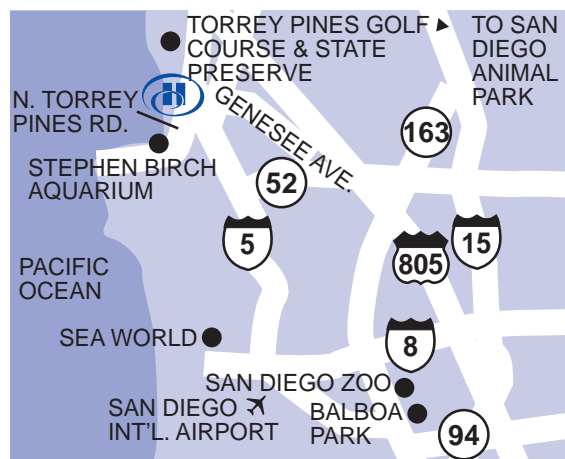 TORREY PINES GOLF
COURSE & STATE
PRESERVE
TO SAN
DIEGO
ANIMAL
PARK
H
N. TORREY
PINES RD.
GENESEE AVE.
163
STEPHEN BIRCH
AQUARIUM
52
5
805
15
PACIFIC
OCEAN
SEA WORLD
8
SAN DIEGO ZOO
SAN DIEGO
INT'L. AIRPORT
BALBOA
PARK
94